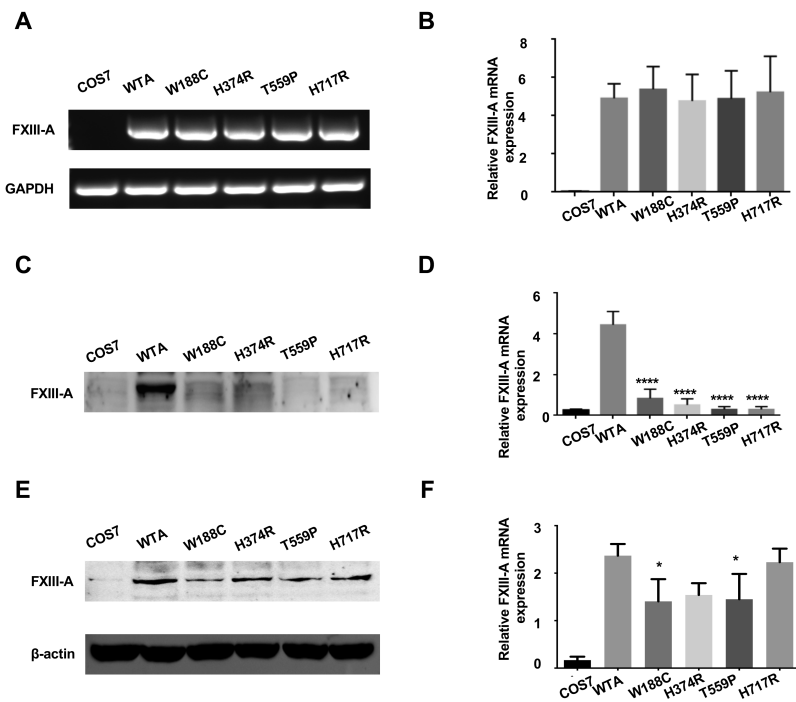 A
COS7 WTA W188C H374R T559P H717R
FXIII-A
GAPDH
B
Relative FXIII-A mRNA
expression
8
6
4
2
0
COS7 WTA W188C H374R T559P H717R
C
COS7 WTA W188C H374R T559P H717R
FXIII-A
D
Relative FXIII-A mRNA
expression
6
4
2
0
**** **** **** ****
COS7 WTA W188C H374R T559P H717R
E
COS7 WTA W188C H374R T559P H717R
FXIII-A
β-actin
F
Relative FXIII-A mRNA
expression
3
2
1
0
* *
COS7 WTA W188C H374R T559P H717R